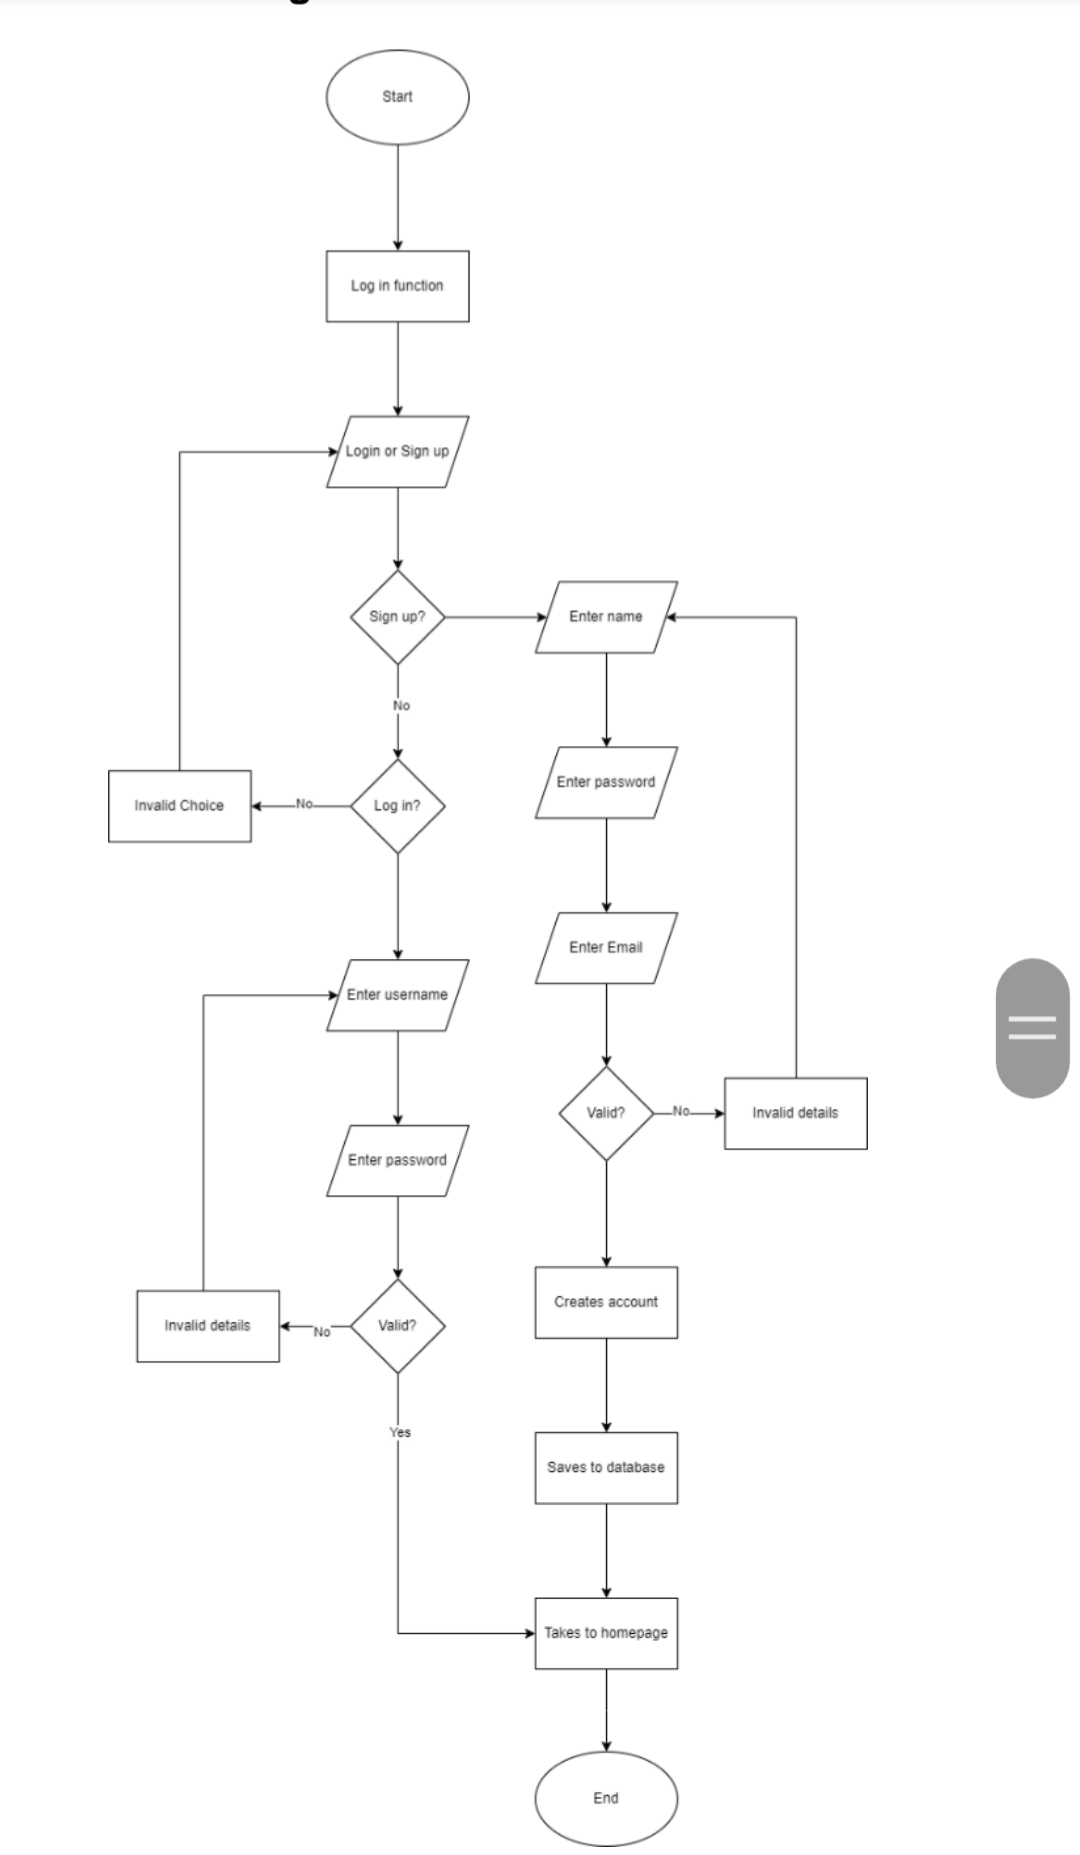 Start
Log in function
Login or Sign up
Sign up?
Enter name
No
Enter password
Invalid Choice
No
Log in?
Enter Email
Enter username
Valid?
No
Invalid details
Enter password
Creates account
Invalid details
No
Valid?
Yes
Saves to database
Takes to homepage
End